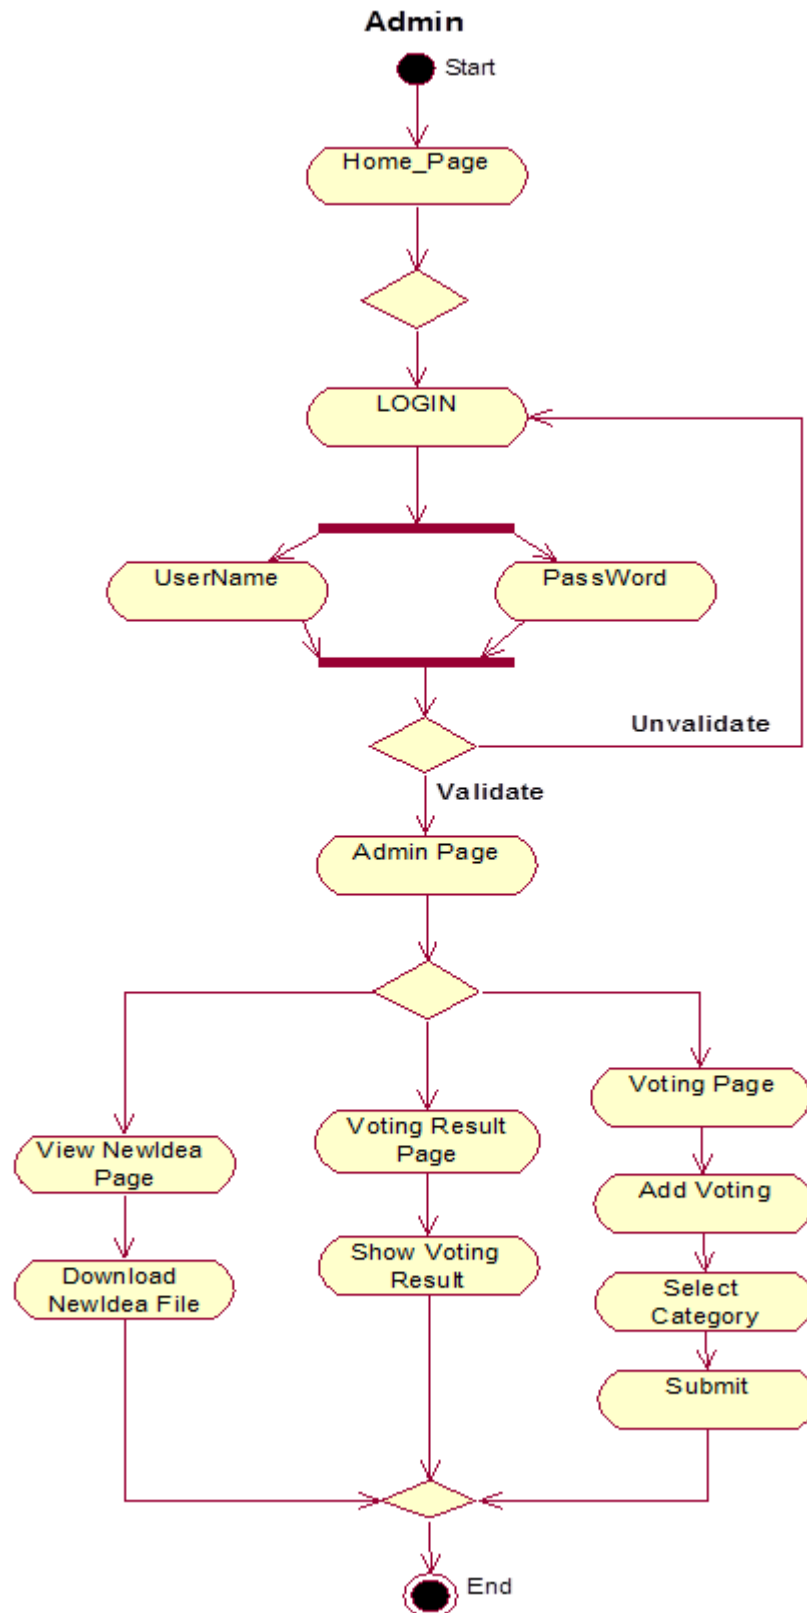 Admin
Start
Home_Page
LOGIN
UserName
PassWord
Unvalidate
Validate
Admin Page
Voting Page
View NewIdea
Page
Voting Result
Page
Add Voting
Download
NewIdea File
Show Voting
Result
Select
Category
Submit
End